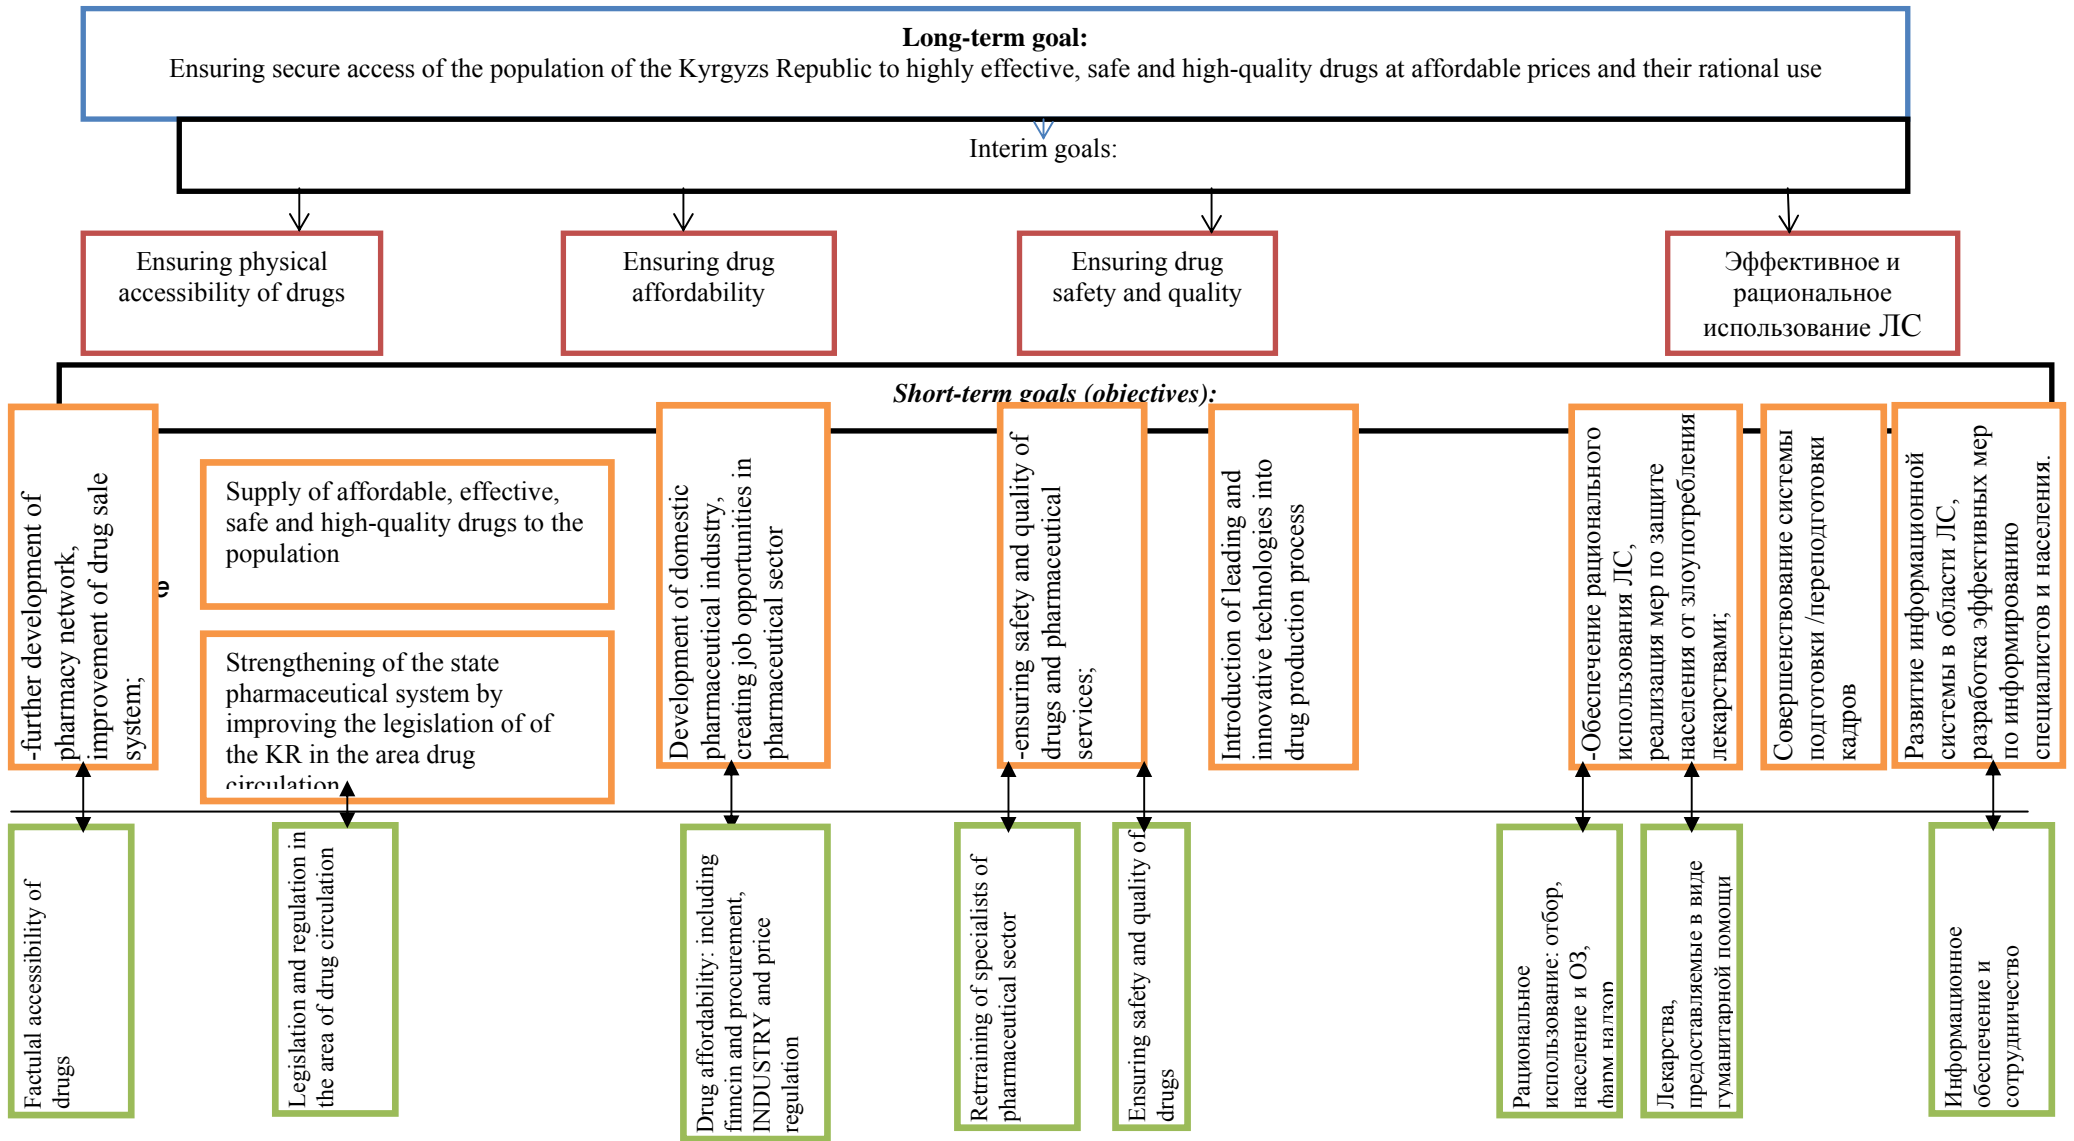 Long-term goal:
Ensuring secure access of the population of the Kyrgyzs Republic to highly effective, safe and high-quality drugs at affordable prices and their rational use
Interim goals:
Ensuring physical
accessibility of drugs
Ensuring drug
affordability
Ensuring drug
safety and quality
Эффективное и
рациональное
использование ЛС
Short-term goals (objectives):
-further development of
pharmacy network,
improvement of drug sale
system;
Supply of affordable, effective,
safe and high-quality drugs to the
population
Strengthening of the state
pharmaceutical system by
improving the legislation of of
the KR in the area drug
circulation
Development of domestic
pharmaceutical industry,
creating job opportunities in
pharmaceutical sector
-ensuring safety and quality of
drugs and pharmaceutical
services;
Introduction of leading and
innovative technologies into
drug production process
-Обеспечение рационального
использования ЛС,
реализация мер по защите
населения от злоупотребления
лекарствами;
Совершенствование системы
подготовки /переподготовки
кадров
Развитие информационной
системы в области ЛС,
разработка эффективных мер
по информированию
специалистов и населения.
Factulal accessibility of
drugs
Legislation and regulation in
the area of drug circulation
Drug affordability: including
finncin and procurement,
INDUSTRY and price
regulation
Retraining of specialists of
pharmaceutical sector
Ensuring safety and quality of
drugs
Рациональное
использование: отбор,
население и ОЗ,
фарм надзор
Лекарства,
предоставляемые в виде
гуманитарной помощи
Информационное
обеспечение и
сотрудничество